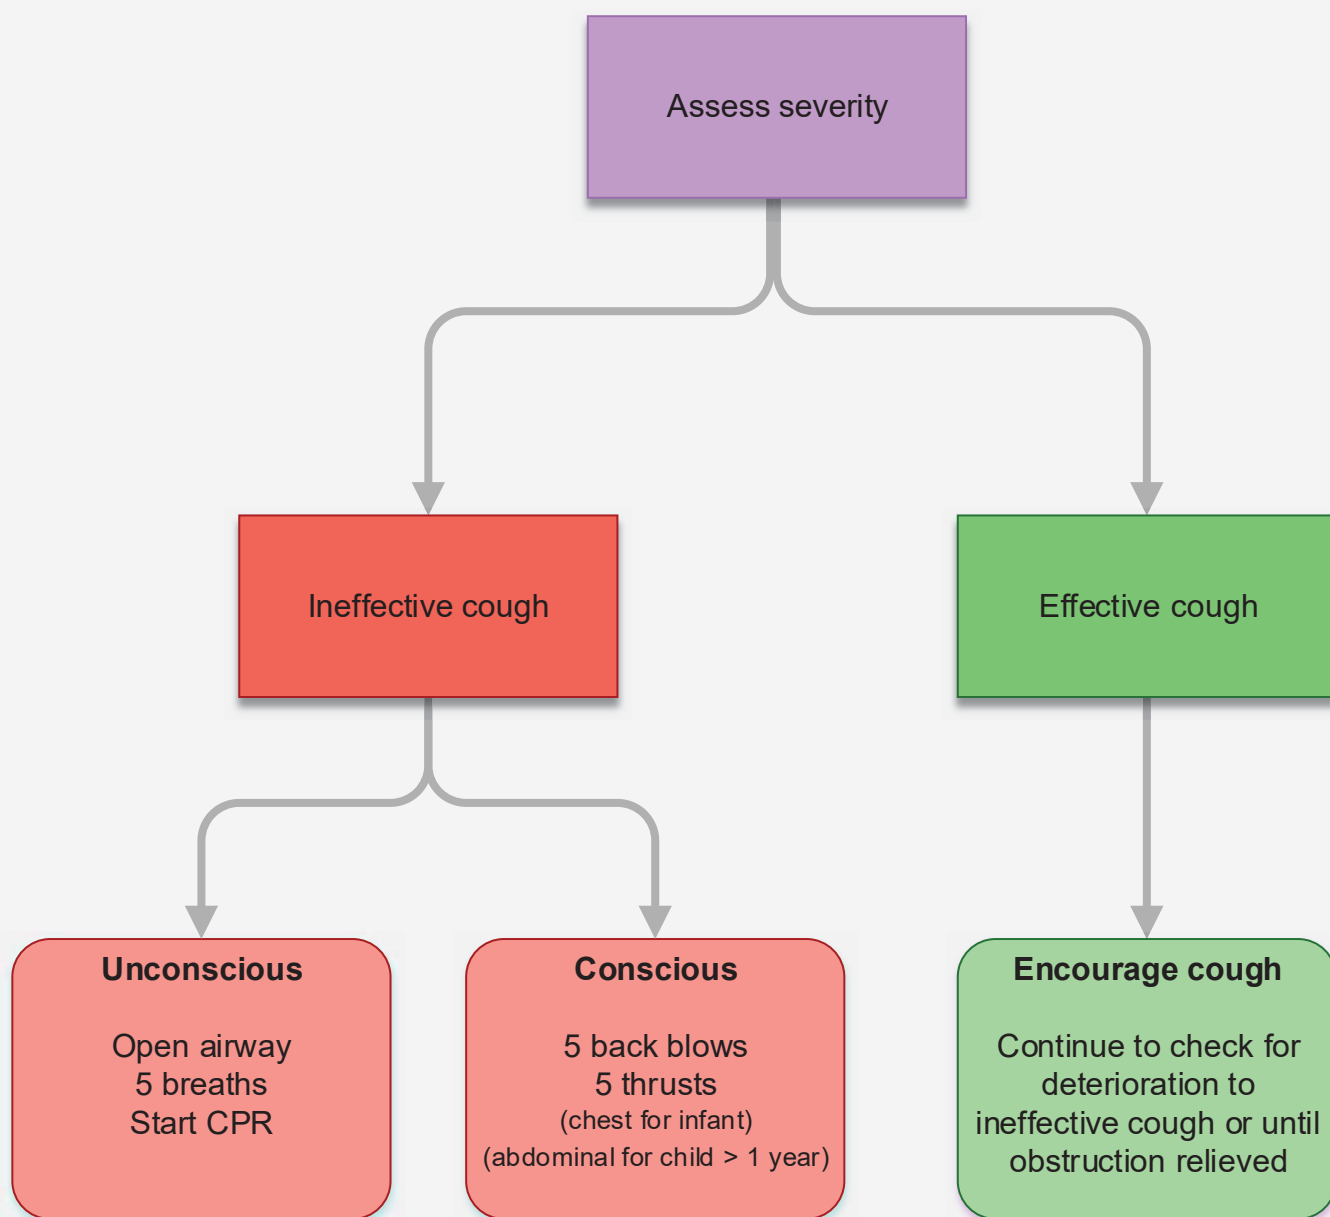 Assess severity
Ineffective cough
Effective cough
Unconscious
Open airway
5 breaths
Start CPR
Conscious
5 back blows
5 thrusts
(chest for infant)
(abdominal for child > 1 year)
Encourage cough
Continue to check for
deterioration to
ineffective cough or until
obstruction relieved